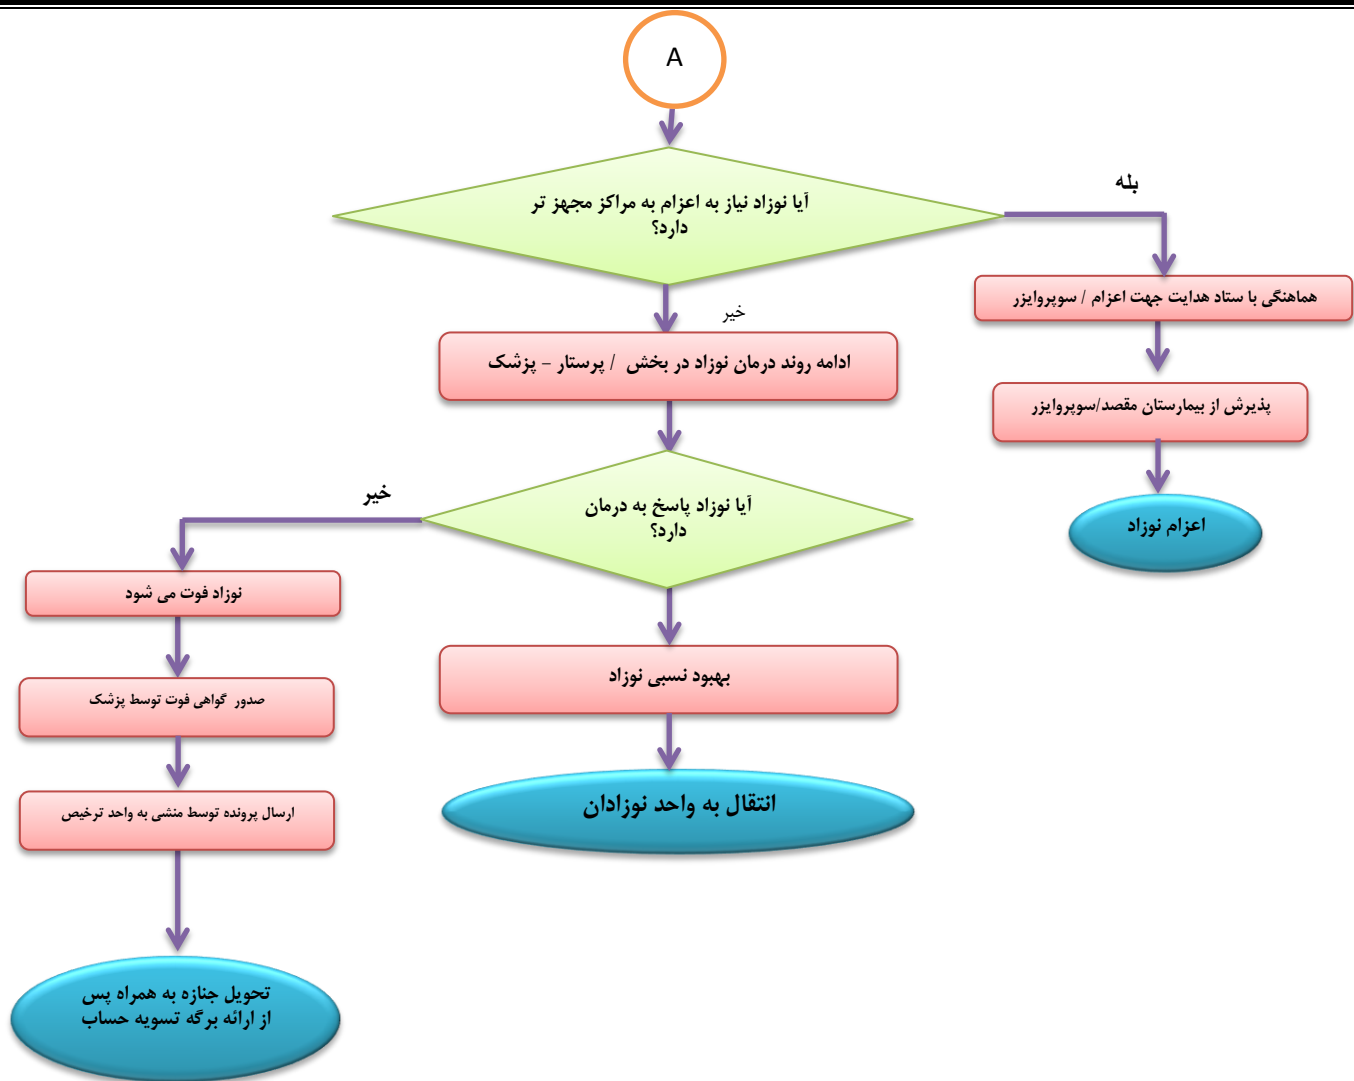 A
آیا نوزاد نیاز به اعزام به مراکز مجهز تر
دارد؟
بله
هماهنگی با ستاد هدایت جهت اعزام / سوپروایزر
خیر
ادامه روند درمان نوزاد در بخش / پرستار - پزشک
پذیرش از بیمارستان مقصد/سوپروایزر
آیا نوزاد پاسخ به درمان
دارد؟
خیر
اعزام نوزاد
نوزاد فوت می شود
بهبود نسبی نوزاد
صدور گواهی فوت توسط پزشک
انتقال به واحد نوزادان
ارسال پرونده توسط منشی به واحد ترخیص
تحویل جنازه به همراه پس
از ارائه برگه تسویه حساب